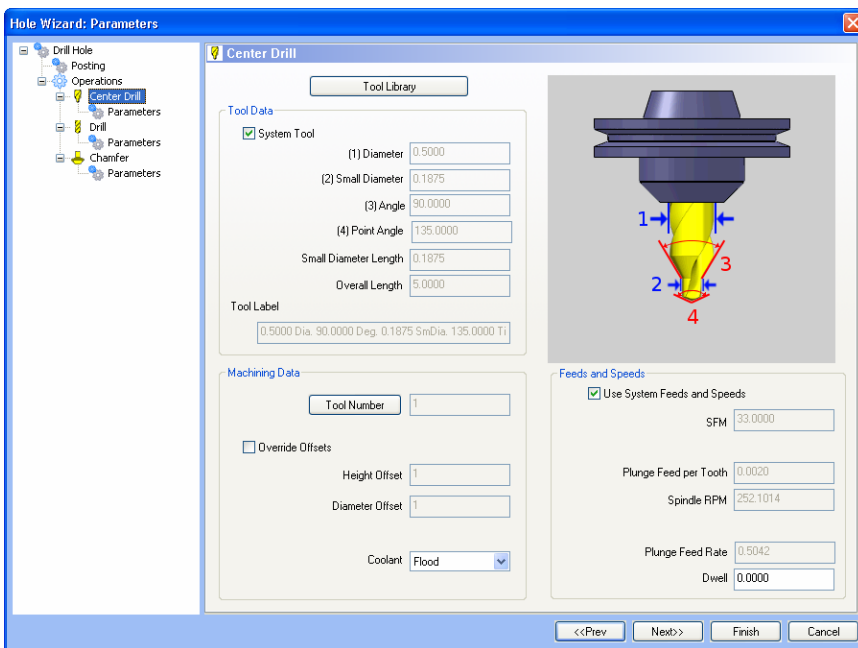 Hole Wizard: Parameters
Drill Hole
Posting
Operations
Center Drill
Parameters
Drill
Parameters
Chamfer
Parameters
Center Drill
Tool Library
Tool Data
System Tool
(1) Diameter 0.5000
(2) Small Diameter 0.1875
(3) Angle 90.0000
(4) Point Angle 135.0000
Small Diameter Length 0.1875
Overall Length 5.0000
Tool Label
0.5000 Dia. 90.0000 Deg. 0.1875 SmDia. 135.0000 Ti
1
3
2
4
Machining Data
Tool Number 1
Override Offsets
Height Offset 1
Diameter Offset 1
Coolant Flood
Feeds and Speeds
Use System Feeds and Speeds
SFM 33.0000
Plunge Feed per Tooth 0.0020
Spindle RPM 252.1014
Plunge Feed Rate 0.5042
Dwell 0.0000
<<Prev Next>> Finish Cancel